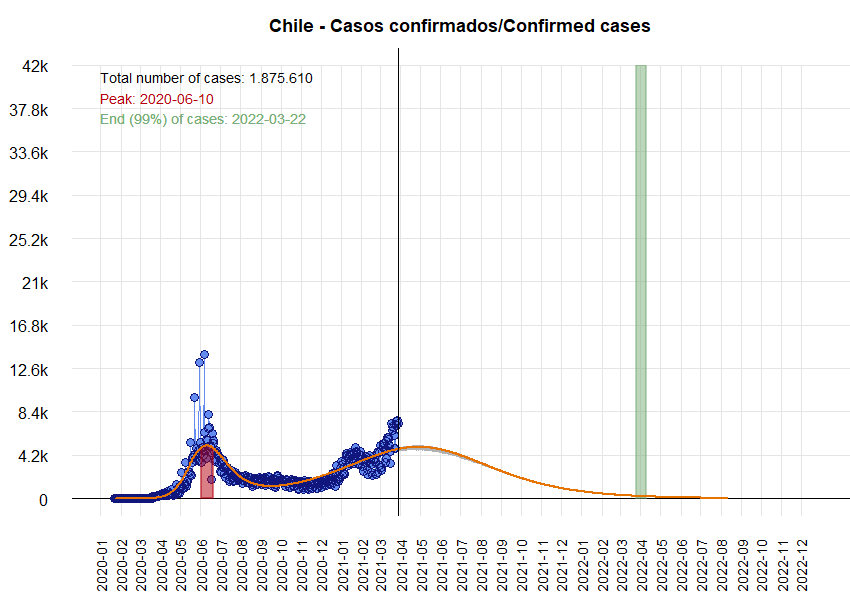 Chile - Casos confirmados/Confirmed cases
Total number of cases: 1.875.610
Peak: 2020-06-10
End (99%) of cases: 2022-03-22
42k
37.8k
33.6k
29.4k
25.2k
21k
16.8k
12.6k
8.4k
4.2k
0
2020-01
2020-02
2020-03
2020-04
2020-05
2020-06
2020-07
2020-08
2020-09
2020-10
2020-11
2020-12
2021-01
2021-02
2021-03
2021-04
2021-05
2021-06
2021-07
2021-08
2021-09
2021-10
2021-11
2021-12
2022-01
2022-02
2022-03
2022-04
2022-05
2022-06
2022-07
2022-08
2022-09
2022-10
2022-11
2022-12